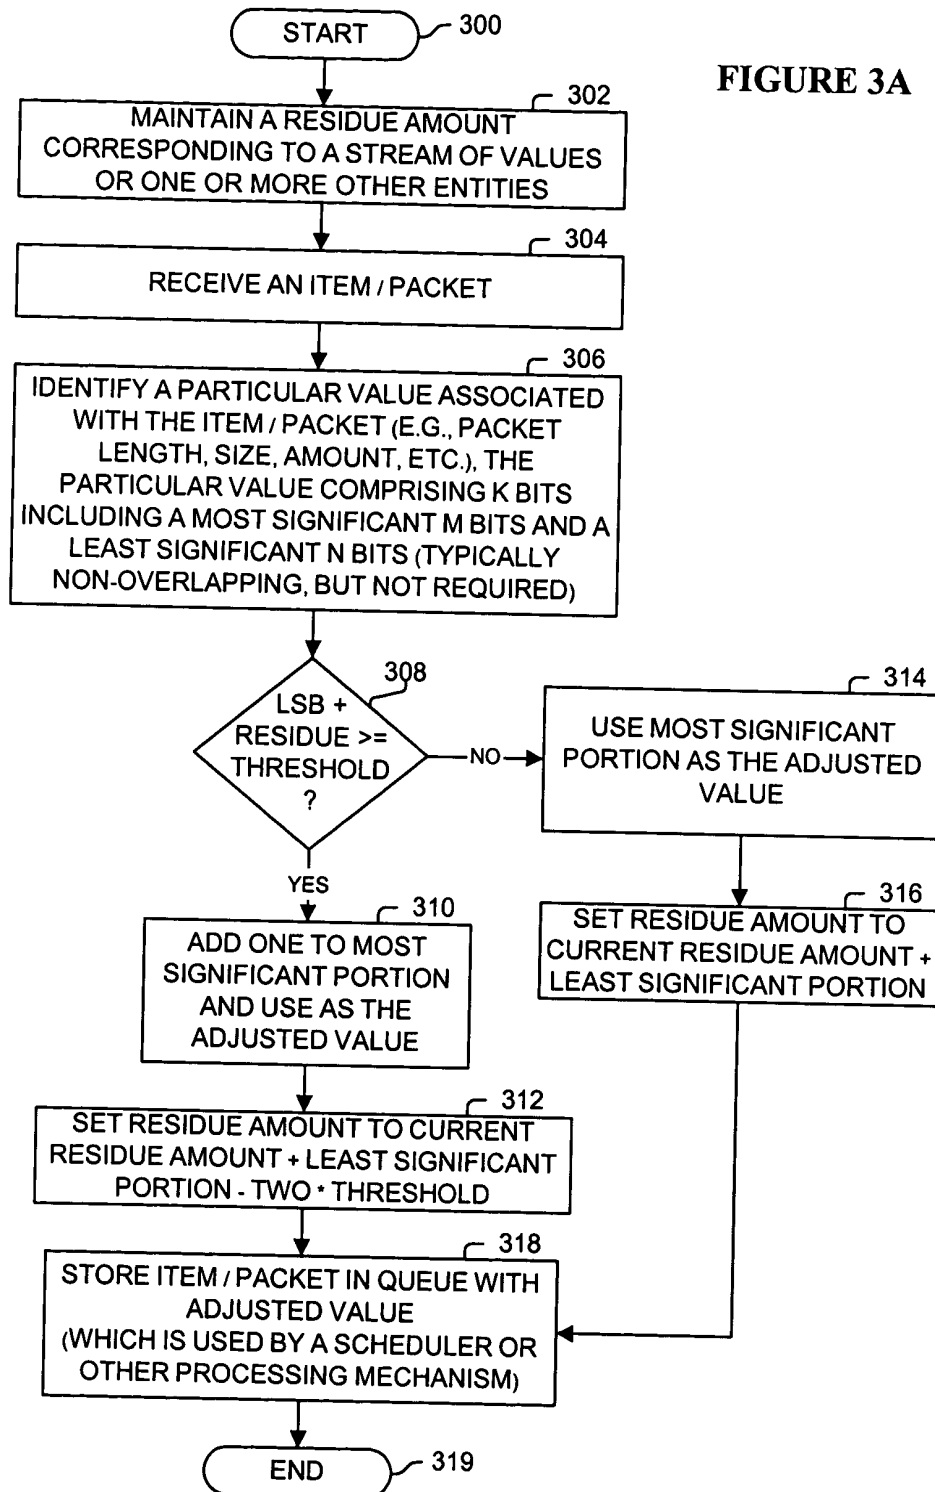 START
300
FIGURE 3A
302
MAINTAIN A RESIDUE AMOUNT
CORRESPONDING TO A STREAM OF VALUES
OR ONE OR MORE OTHER ENTITIES
304
RECEIVE AN ITEM / PACKET
306
IDENTIFY A PARTICULAR VALUE ASSOCIATED
WITH THE ITEM / PACKET (E.G., PACKET
LENGTH, SIZE, AMOUNT, ETC.), THE
PARTICULAR VALUE COMPRISING K BITS
INCLUDING A MOST SIGNIFICANT M BITS AND A
LEAST SIGNIFICANT N BITS (TYPICALLY
NON-OVERLAPPING, BUT NOT REQUIRED)
308
LSB +
RESIDUE >=
THRESHOLD
?
NO
314
USE MOST SIGNIFICANT
PORTION AS THE ADJUSTED
VALUE
YES
310
ADD ONE TO MOST
SIGNIFICANT PORTION
AND USE AS THE
ADJUSTED VALUE
316
SET RESIDUE AMOUNT TO
CURRENT RESIDUE AMOUNT +
LEAST SIGNIFICANT PORTION
312
SET RESIDUE AMOUNT TO CURRENT
RESIDUE AMOUNT + LEAST SIGNIFICANT
PORTION - TWO * THRESHOLD
318
STORE ITEM / PACKET IN QUEUE WITH
ADJUSTED VALUE
(WHICH IS USED BY A SCHEDULER OR
OTHER PROCESSING MECHANISM)
END
319